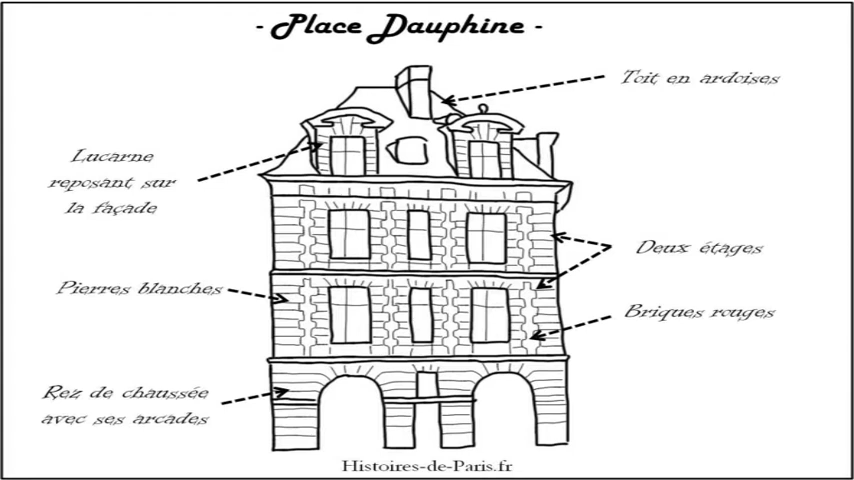 - Place Dauphine -
Toit en ardoises
Lucarne
reposant sur
la façade
Deux étages
Pierres blanches
Briques rouges
Rez de chaussée
avec ses arcades
Histoires-de-Paris.fr